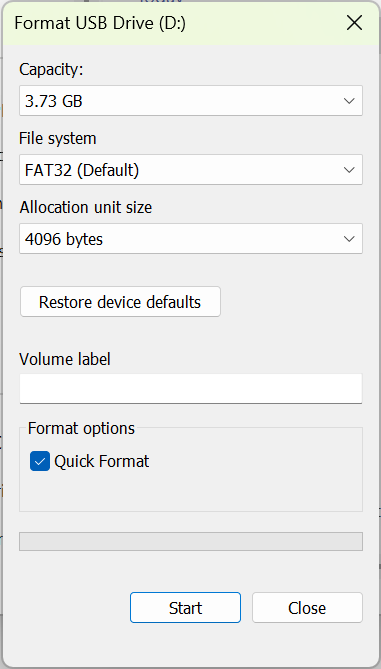 Format USB Drive (D:)
Capacity:
3.73 GB
File system
FAT32 (Default)
Allocation unit size
4096 bytes
Restore device defaults
Volume label
Format options
Quick Format
Start
Close